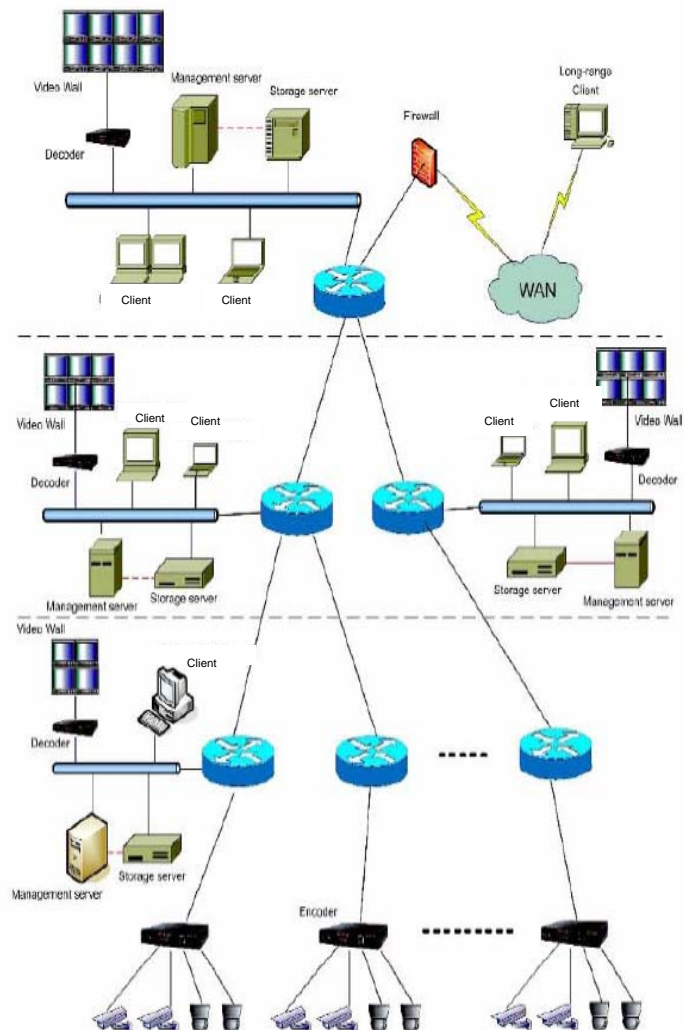 Long-range
Client
Management server
Storage server
Video Wall
Firewall
Decoder
WAN
Client
Client
Client
Client
Client
Client
Video Wall
Video Wall
Decoder
Decoder
Storage server
Management server
Storage server
Management server
Video Wall
Client
Decoder
Storage server
Management server
Encoder